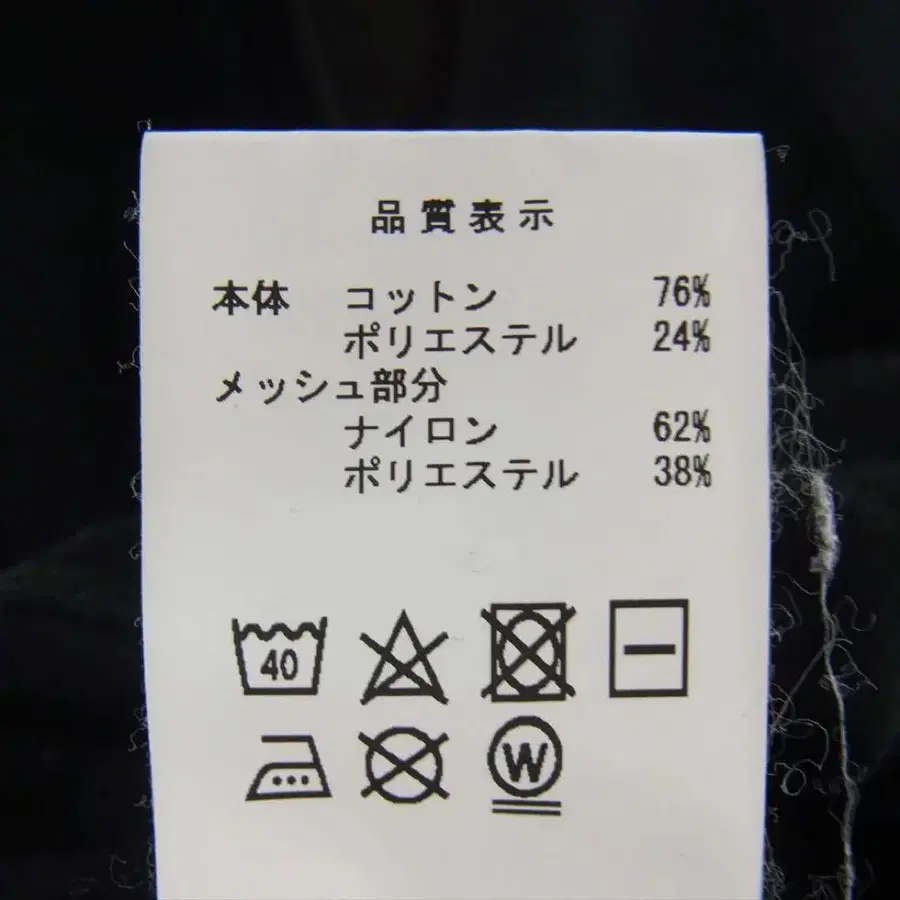 品質表示
本体 コットン 76%
ポリエステル 24%
メッシュ部分
ナイロン 62%
ポリエステル 38%
40
W